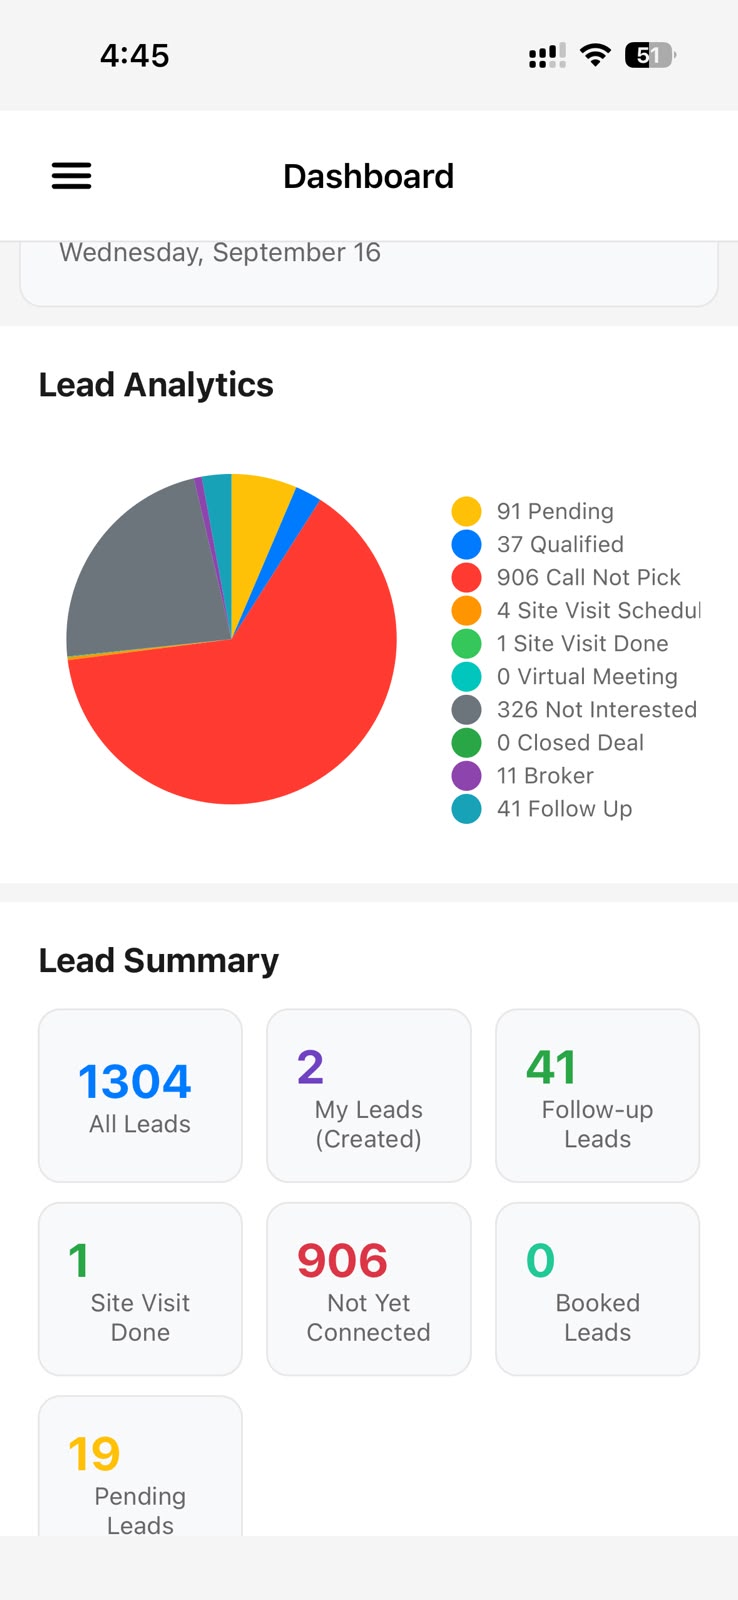 4:45
51
Dashboard
Wednesday, September 16
Lead Analytics
91 Pending
37 Qualified
906 Call Not Pick
4 Site Visit Schedul
1 Site Visit Done
0 Virtual Meeting
326 Not Interested
0 Closed Deal
11 Broker
41 Follow Up
Lead Summary
1304
All Leads
2
My Leads
(Created)
41
Follow-up
Leads
1
Site Visit
Done
906
Not Yet
Connected
0
Booked
Leads
19
Pending
Leads